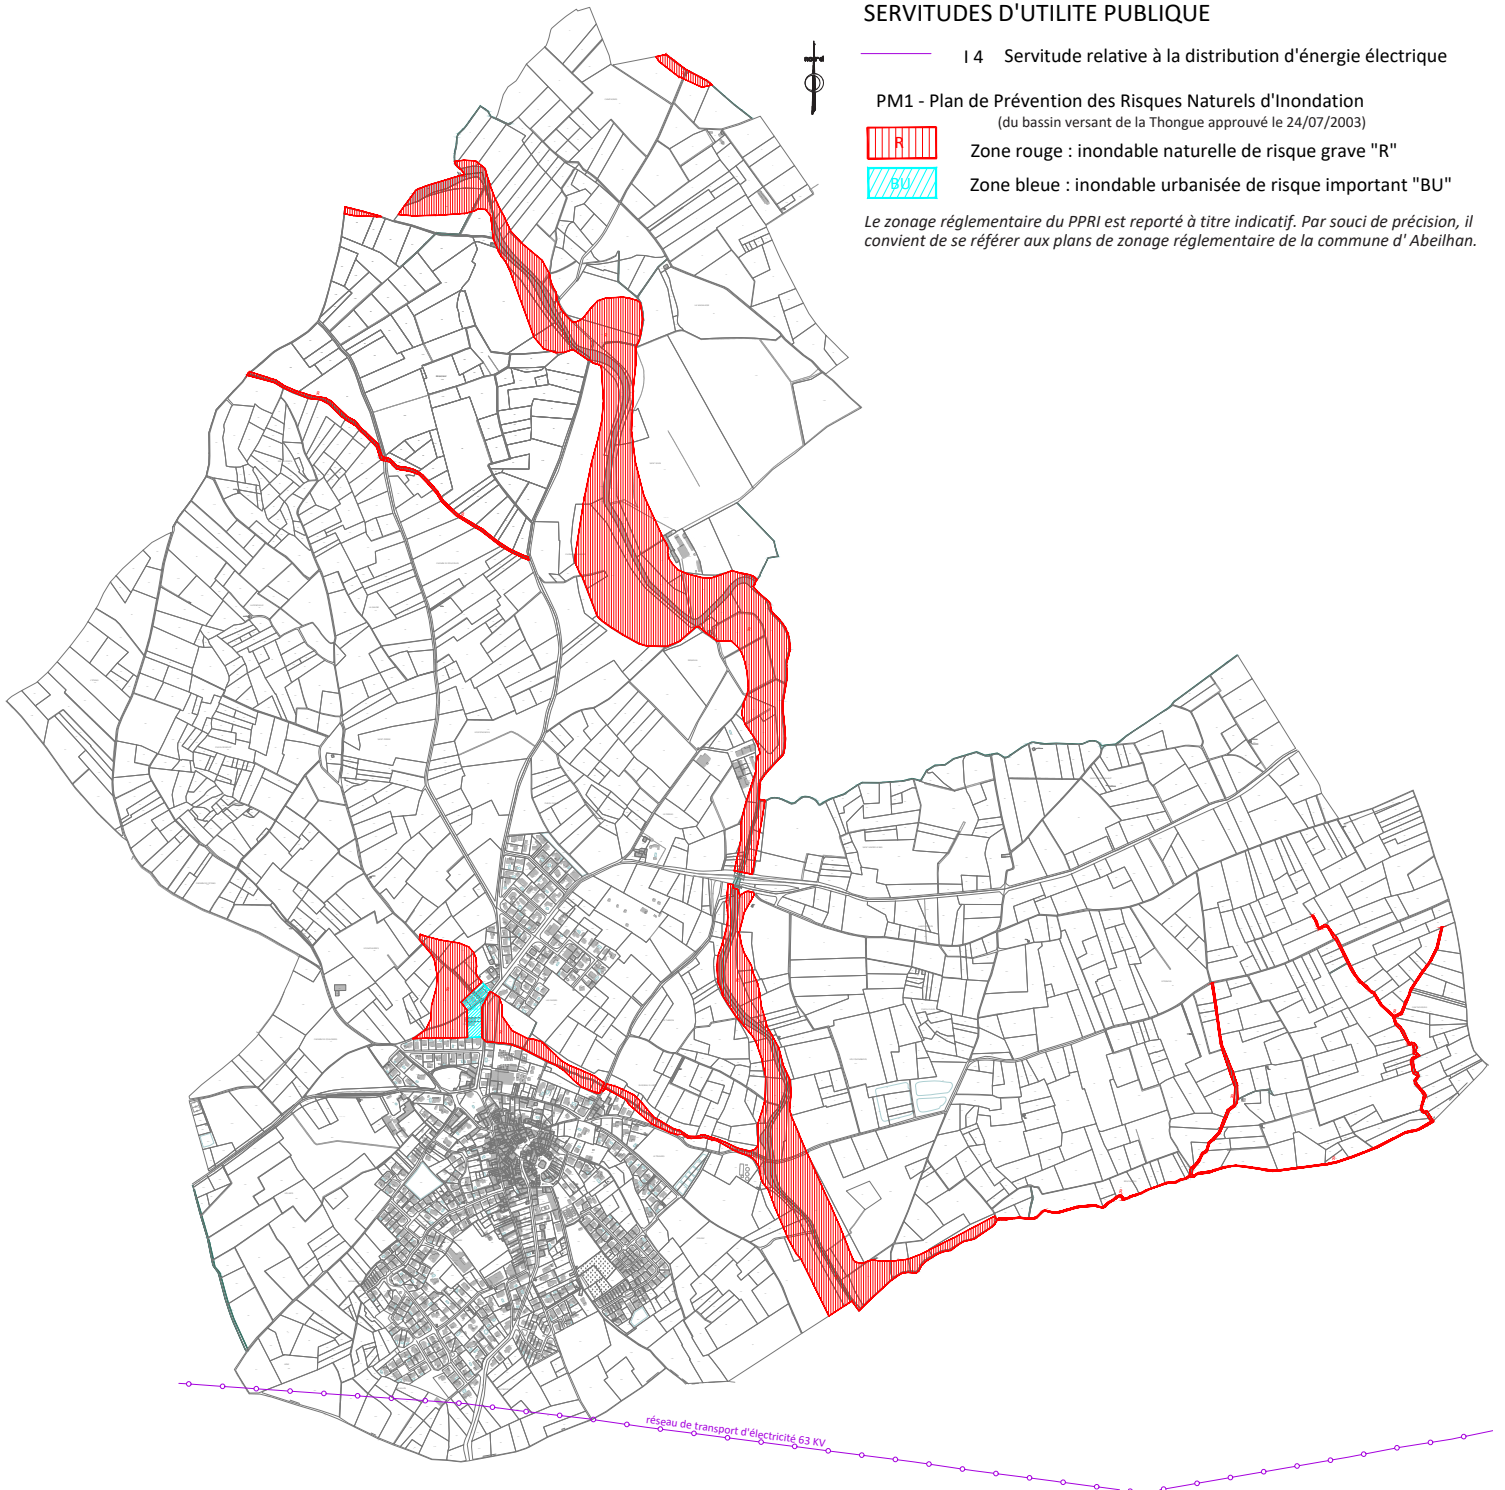 SERVITUDES D'UTILITE PUBLIQUE
nord
I 4 Servitude relative à la distribution d'énergie électrique
PM1 - Plan de Prévention des Risques Naturels d'Inondation
(du bassin versant de la Thongue approuvé le 24/07/2003)
R
Zone rouge : inondable naturelle de risque grave "R"
BU
Zone bleue : inondable urbanisée de risque important "BU"
Le zonage réglementaire du PPRI est reporté à titre indicatif. Par souci de précision, il
convient de se référer aux plans de zonage réglementaire de la commune d' Abeilhan.
réseau de transport d'électricité 63 KV